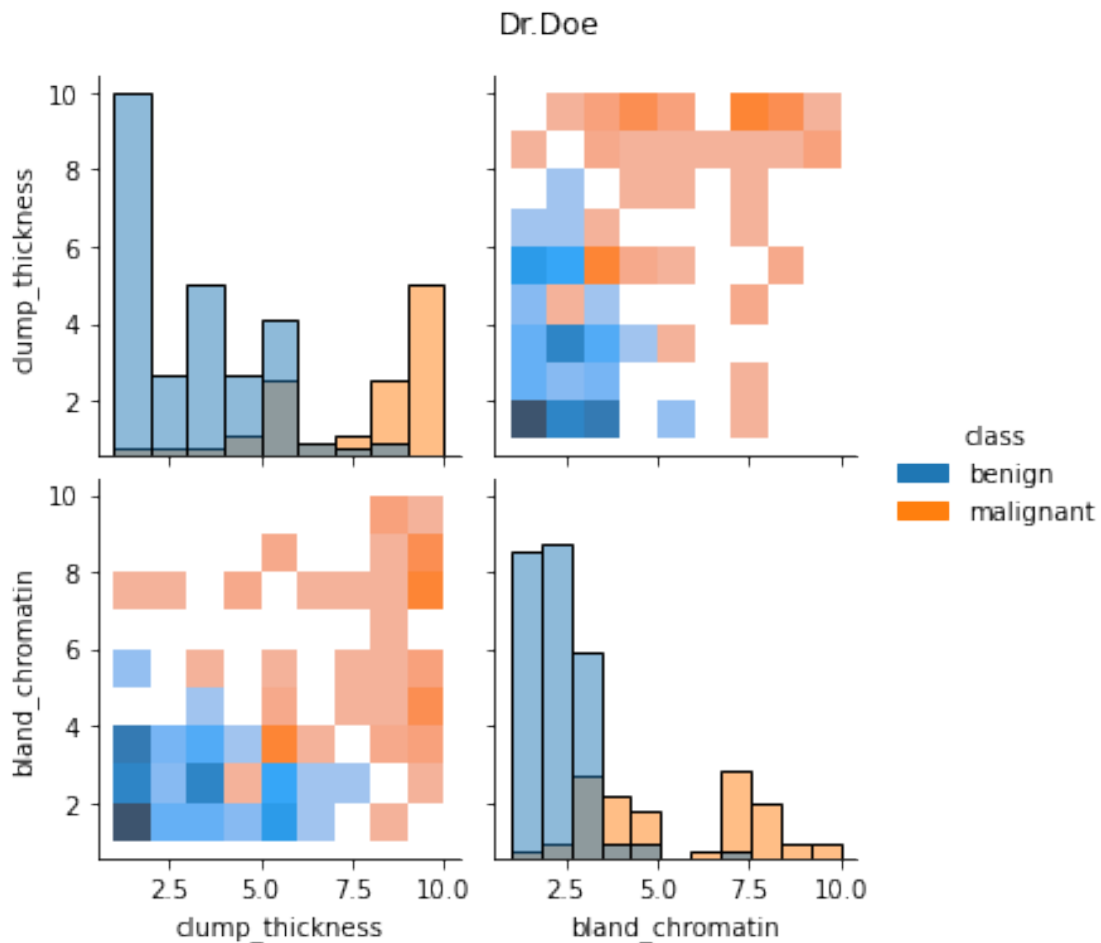 Dr.Doe
10
8
6
4
2
clump_thickness
class
benign
malignant
10
8
6
4
2
bland_chromatin
2.5 5.0 7.5 10.0
clump_thickness
2.5 5.0 7.5 10.0
bland_chromatin